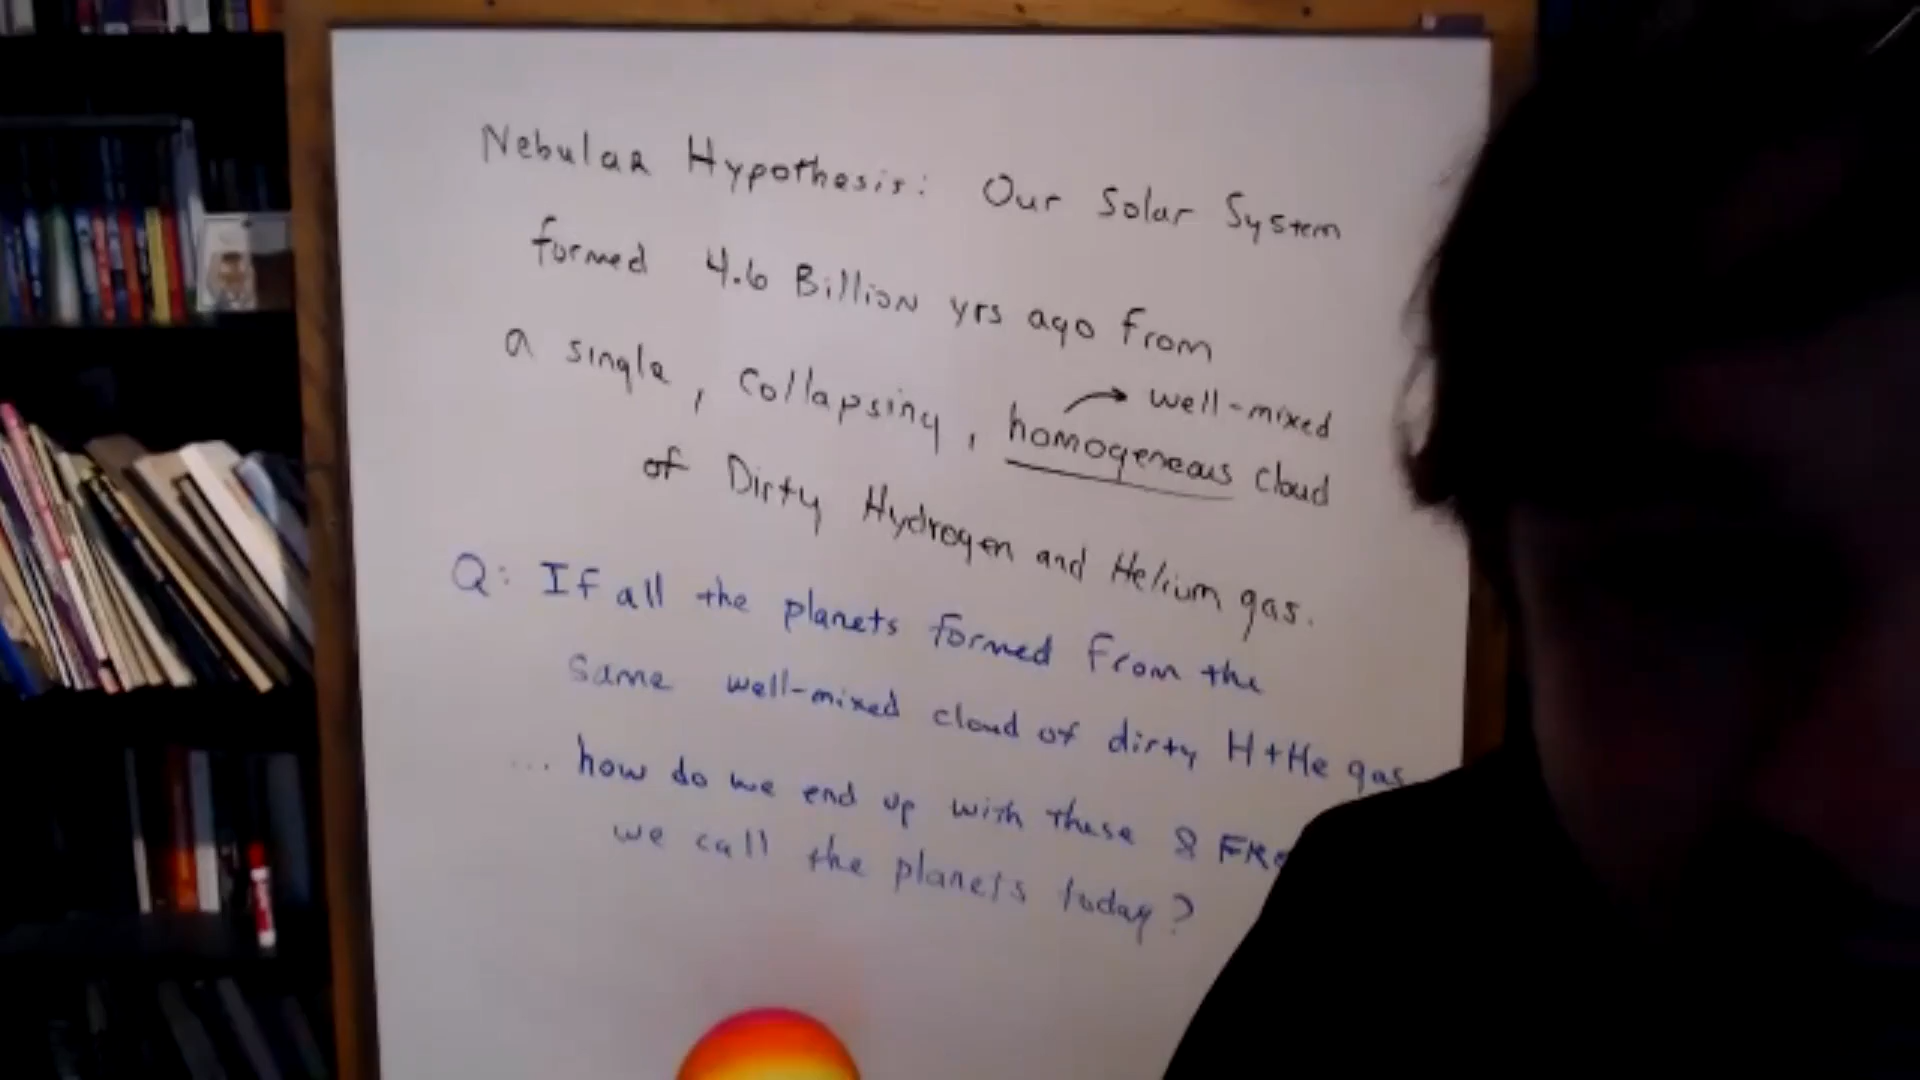 Nebular Hypothesis: Our Solar System
formed 4.6 Billion yrs ago from
a single, collapsing, homogeneous cloud
→ well-mixed
of Dirty Hydrogen and Helium gas.
Q: If all the planets formed from the
same well-mixed cloud of dirty H+He gas
... how do we end up with these 8
we call the planets today?